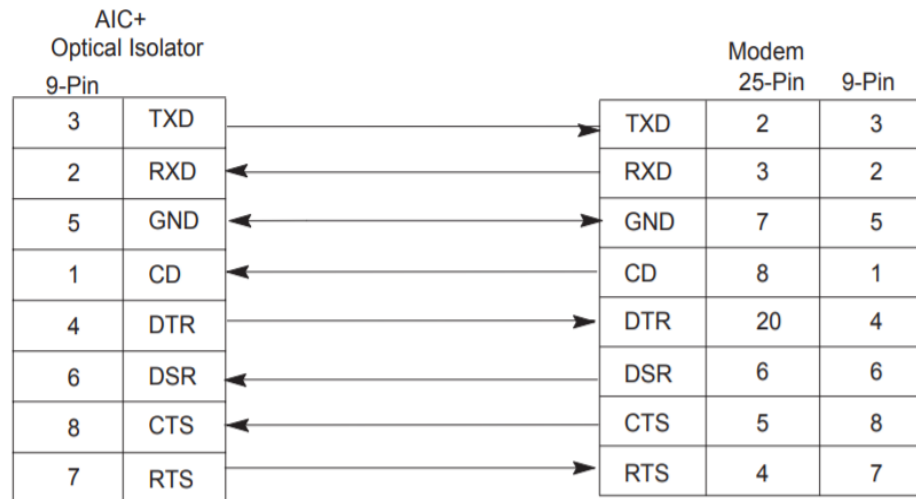 AIC+
Optical Isolator
Modem
9-Pin 25-Pin 9-Pin
3 TXD TXD 2 3
2 RXD RXD 3 2
5 GND GND 7 5
1 CD CD 8 1
4 DTR DTR 20 4
6 DSR DSR 6 6
8 CTS CTS 5 8
7 RTS RTS 4 7